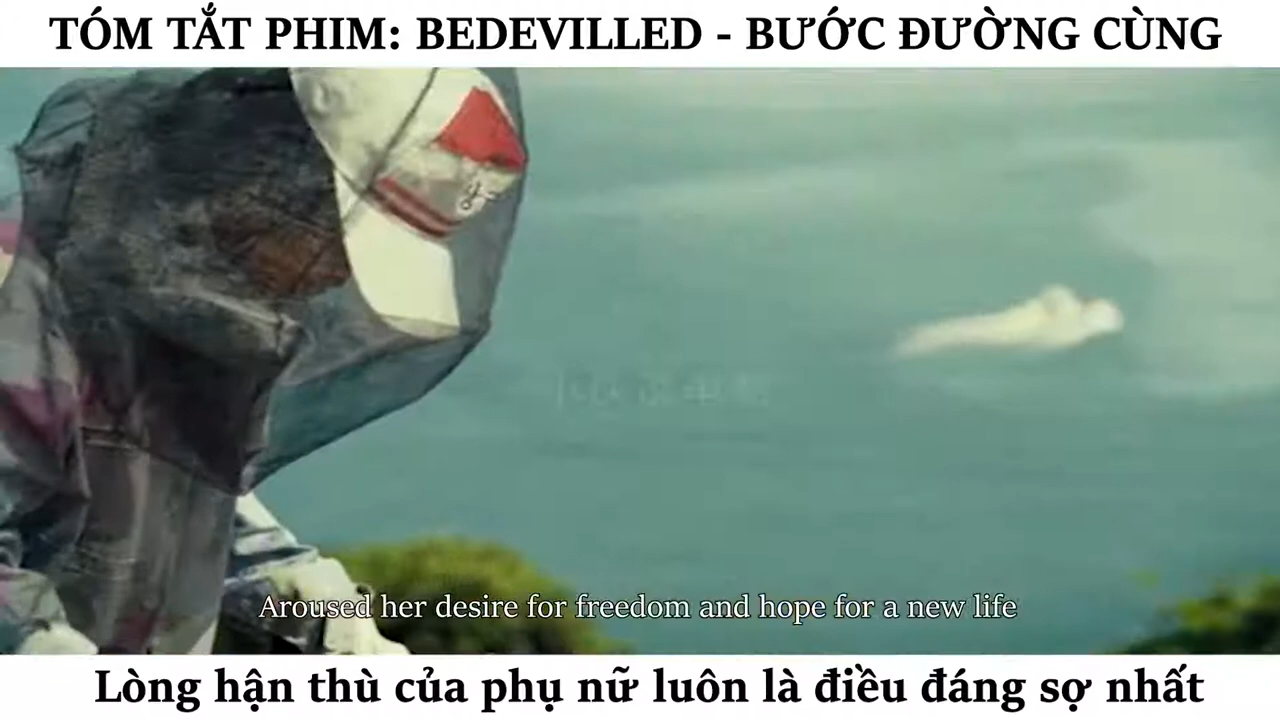 TÓM TẮT PHIM: BEDEVILLED - BƯỚC ĐƯỜNG CÙNG
Aroused her desire for freedom and hope for a new life
Lòng hận thù của phụ nữ luôn là điều đáng sợ nhất